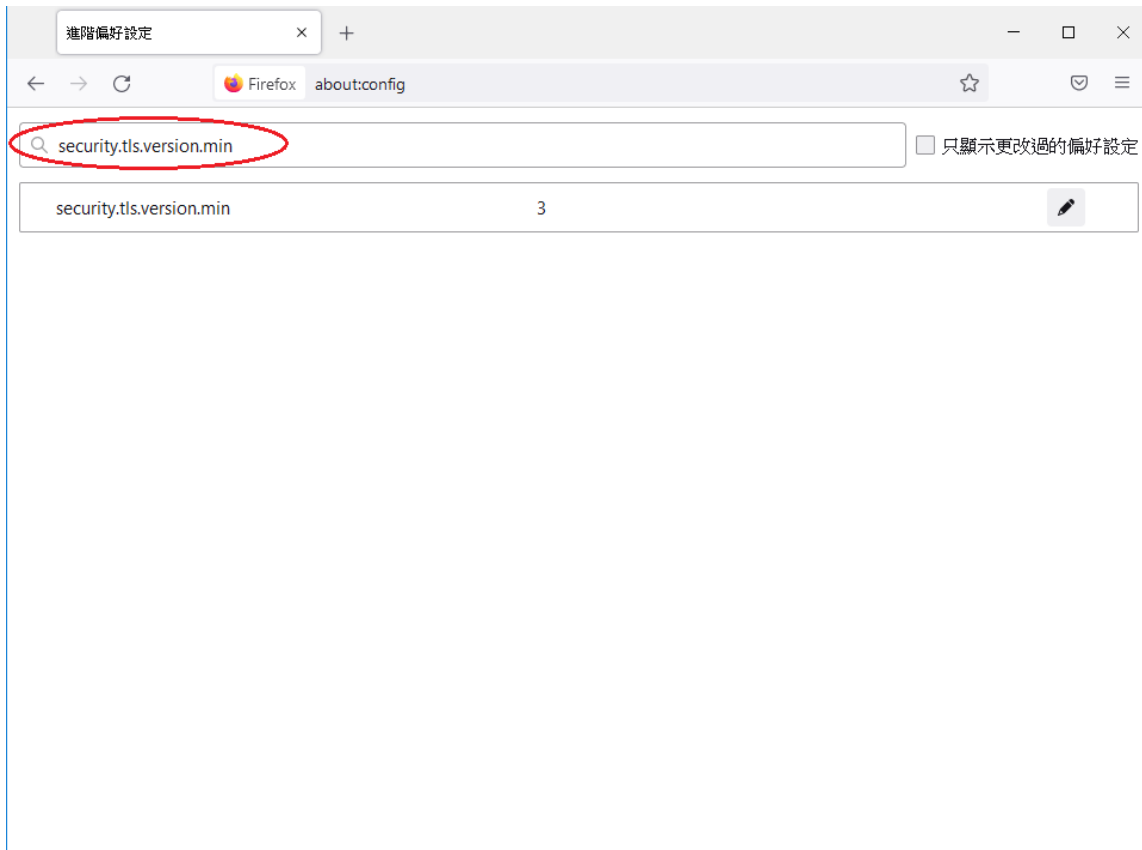 進階偏好設定
Firefox about:config
security.tls.version.min
只顯示更改過的偏好設定
security.tls.version.min 3